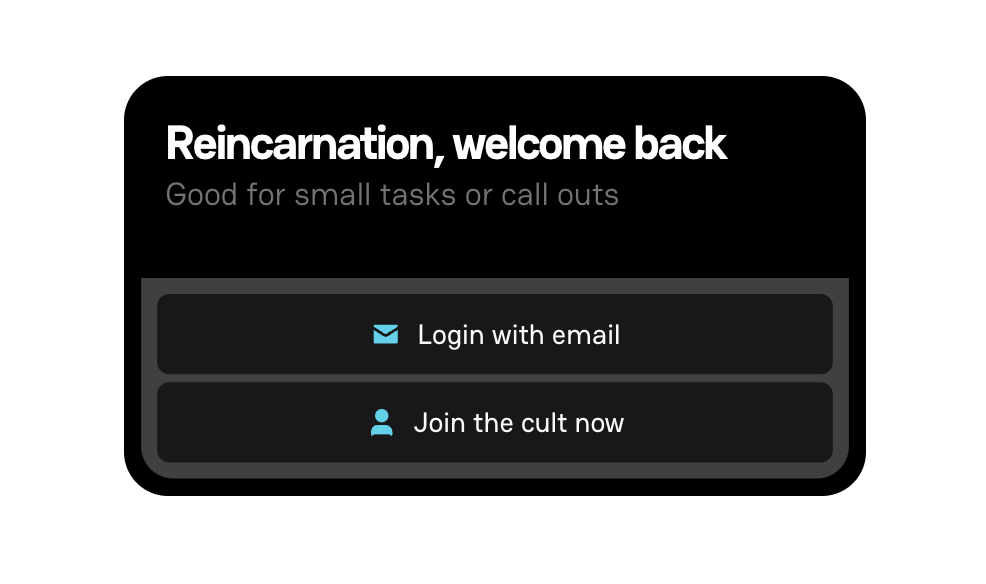 Reincarnation, welcome back
Good for small tasks or call outs
Login with email
Join the cult now